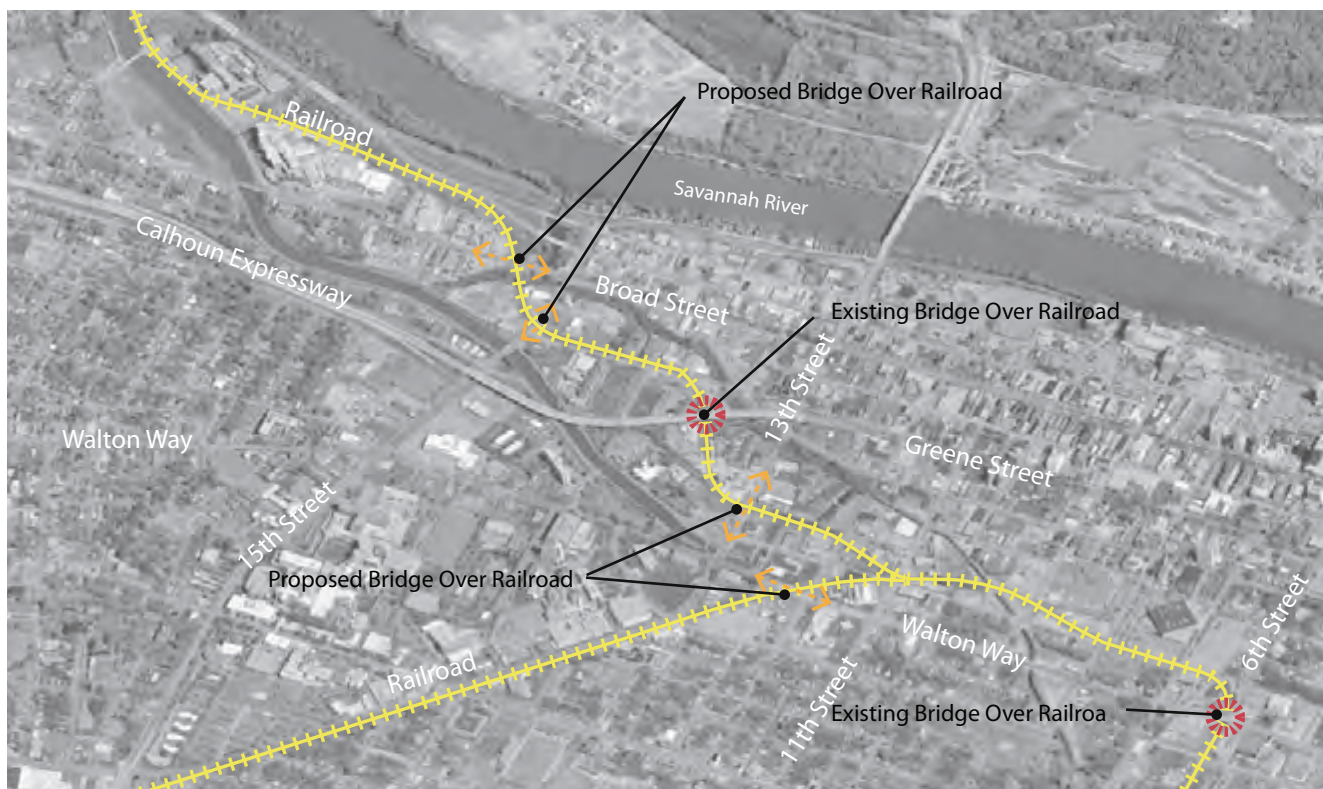 Proposed Bridge Over Railroad
Railroad
Savannah River
Calhoun Expressway
Broad Street
Existing Bridge Over Railroad
13th Street
Walton Way
Greene Street
15th Street
Proposed Bridge Over Railroad
Walton Way
6th Street
Railroad
11th Street
Existing Bridge Over Railroa